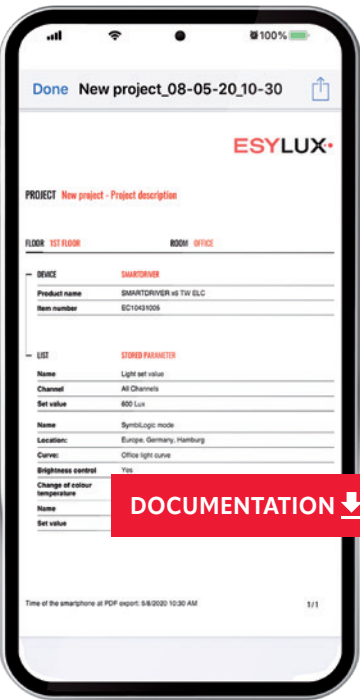 100%
Done New project_08-05-20_10-30
ESYLUX
PROJECT New project - Project description
FLOOR 1ST FLOOR ROOM OFFICE
DEVICE SMARTDRIVER
Product name SMARTDRIVER x6 TW ELC
Item number EC10431005
LIST STORED PARAMETER
Name Light set value
Channel All Channels
Set value 600 Lux
Name SymbiLogic mode
Location: Europe, Germany, Hamburg
Curve: Office light curve
Brightness control Yes
Change of colour
temperature
Name
Set value
DOCUMENTATION
Time of the smartphone at PDF export: 5/8/2020 10:30 AM 1/1